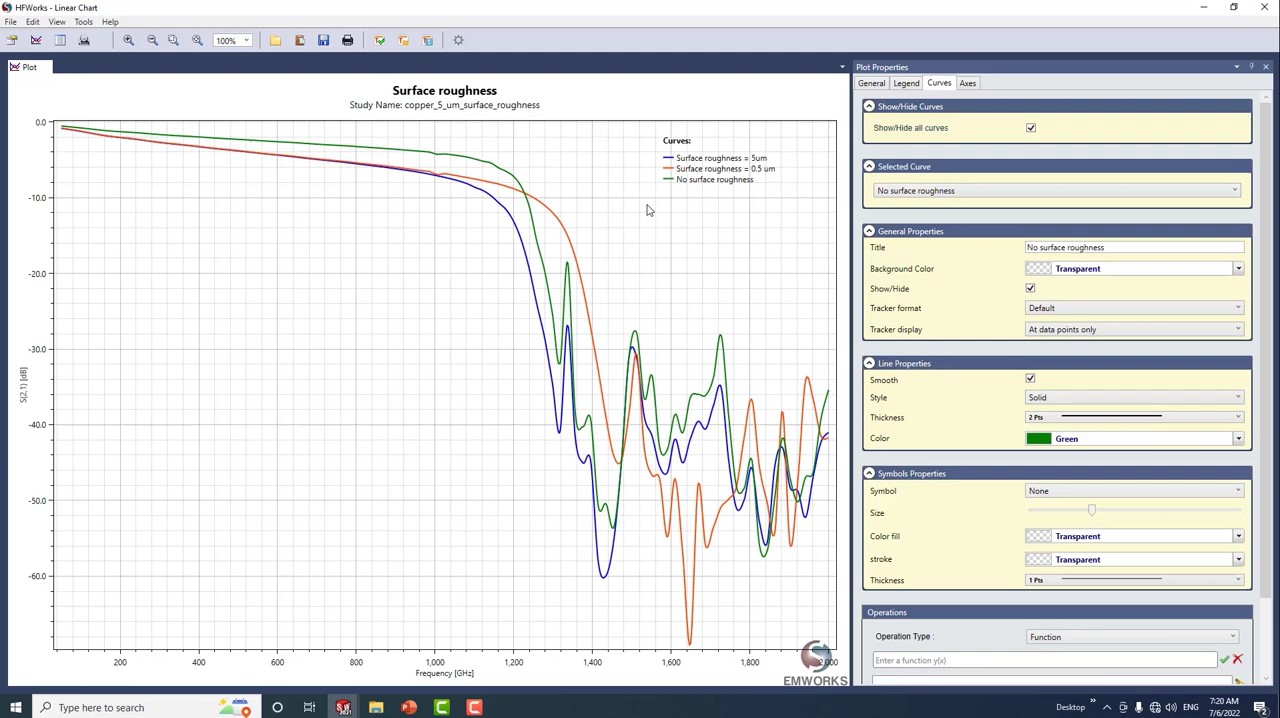 HFWorks - Linear Chart
File Edit View Tools Help
100%
Plot
Surface roughness
Study Name: copper_5_um_surface_roughness
Curves:
Surface roughness = 5um
Surface roughness = 0.5 um
No surface roughness
0.0
-10.0
-20.0
-30.0
-40.0
-50.0
-60.0
S(2,1) [dB]
200 400 600 800 1,000 1,200 1,400 1,600 1,800 2,000
Frequency [GHz]
EMWORKS
Plot Properties
General Legend Curves Axes
Show/Hide Curves
Show/Hide all curves
Selected Curve
No surface roughness
General Properties
Title No surface roughness
Background Color Transparent
Show/Hide
Tracker format Default
Tracker display At data points only
Line Properties
Smooth
Style Solid
Thickness 2 Pts
Color Green
Symbols Properties
Symbol None
Size
Color fill Transparent
stroke Transparent
Thickness 1 Pts
Operations
Operation Type : Function
Enter a function y(x)
Type here to search
SW 2021
Desktop
ENG
7:20 AM
7/6/2022
2